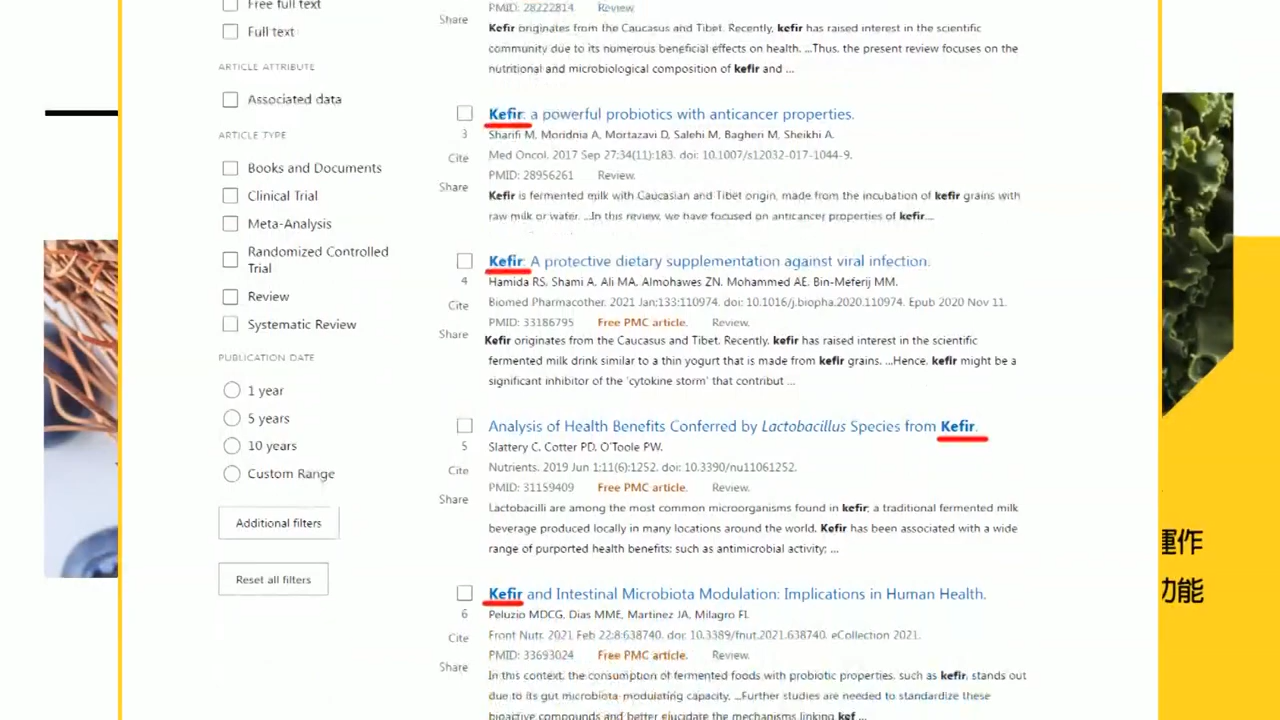 Free full text
Full text
ARTICLE ATTRIBUTE
Associated data
ARTICLE TYPE
Books and Documents
Clinical Trial
Meta-Analysis
Randomized Controlled
Trial
Review
Systematic Review
PUBLICATION DATE
1 year
5 years
10 years
Custom Range
Additional filters
Reset all filters
Share
PMID: 28222814 Review.
Kefir originates from the Caucasus and Tibet. Recently, kefir has raised interest in the scientific
community due to its numerous beneficial effects on health. ...Thus, the present review focuses on the
nutritional and microbiological composition of kefir and ...
Kefir: a powerful probiotics with anticancer properties.
3
Sharifi M, Moridnia A, Mortazavi D, Salehi M, Bagheri M, Sheikhi A.
Cite
Med Oncol. 2017 Sep 27;34(11):183. doi: 10.1007/s12032-017-1044-9.
PMID: 28956261 Review.
Share
Kefir is fermented milk with Caucasian and Tibet origin, made from the incubation of kefir grains with
raw milk or water. ...In this review, we have focused on anticancer properties of kefir....
Kefir: A protective dietary supplementation against viral infection.
4
Hamida RS, Shami A, Ali MA, Almohawes ZN, Mohammed AE, Bin-Meferij MM.
Cite
Biomed Pharmacother. 2021 Jan;133:110974. doi: 10.1016/j.biopha.2020.110974. Epub 2020 Nov 11.
PMID: 33186795 Free PMC article. Review.
Share
Kefir originates from the Caucasus and Tibet. Recently, kefir has raised interest in the scientific
fermented milk drink similar to a thin yogurt that is made from kefir grains. ...Hence, kefir might be a
significant inhibitor of the 'cytokine storm' that contribut ...
Analysis of Health Benefits Conferred by Lactobacillus Species from Kefir.
5
Slattery C, Cotter PD, O'Toole PW.
Cite
Nutrients. 2019 Jun 1;11(6):1252. doi: 10.3390/nu11061252.
PMID: 31159409 Free PMC article. Review.
Share
Lactobacilli are among the most common microorganisms found in kefir; a traditional fermented milk
beverage produced locally in many locations around the world. Kefir has been associated with a wide
range of purported health benefits; such as antimicrobial activity; ...
Kefir and Intestinal Microbiota Modulation: Implications in Human Health.
6
Peluzio MDCG, Dias MME, Martinez JA, Milagro FI.
Cite
Front Nutr. 2021 Feb 22;8:638740. doi: 10.3389/fnut.2021.638740. eCollection 2021.
PMID: 33693024 Free PMC article. Review.
Share
In this context, the consumption of fermented foods with probiotic properties, such as kefir, stands out
due to its gut microbiota-modulating capacity. ...Further studies are needed to standardize these
bioactive compounds and better elucidate the mechanisms linking kef ...
運作
功能